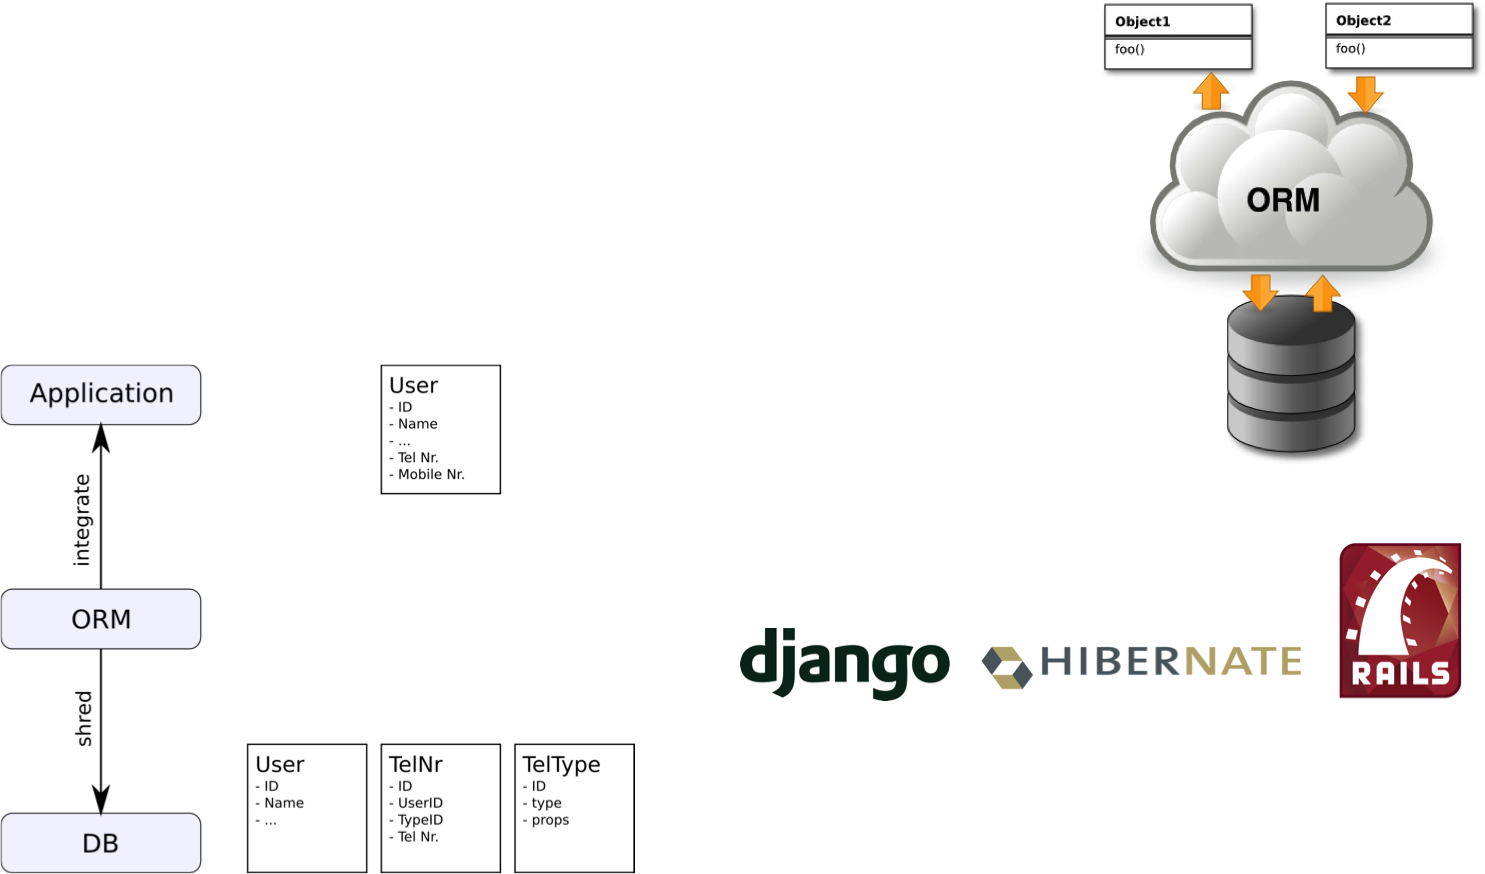 Object1
foo()
Object2
foo()
ORM
Application
integrate
ORM
shred
DB
User
- ID
- Name
- ...
- Tel Nr.
- Mobile Nr.
User
- ID
- Name
- ...
TelNr
- ID
- UserID
- TypeID
- Tel Nr.
TelType
- ID
- type
- props
django
HIBERNATE
RAILS